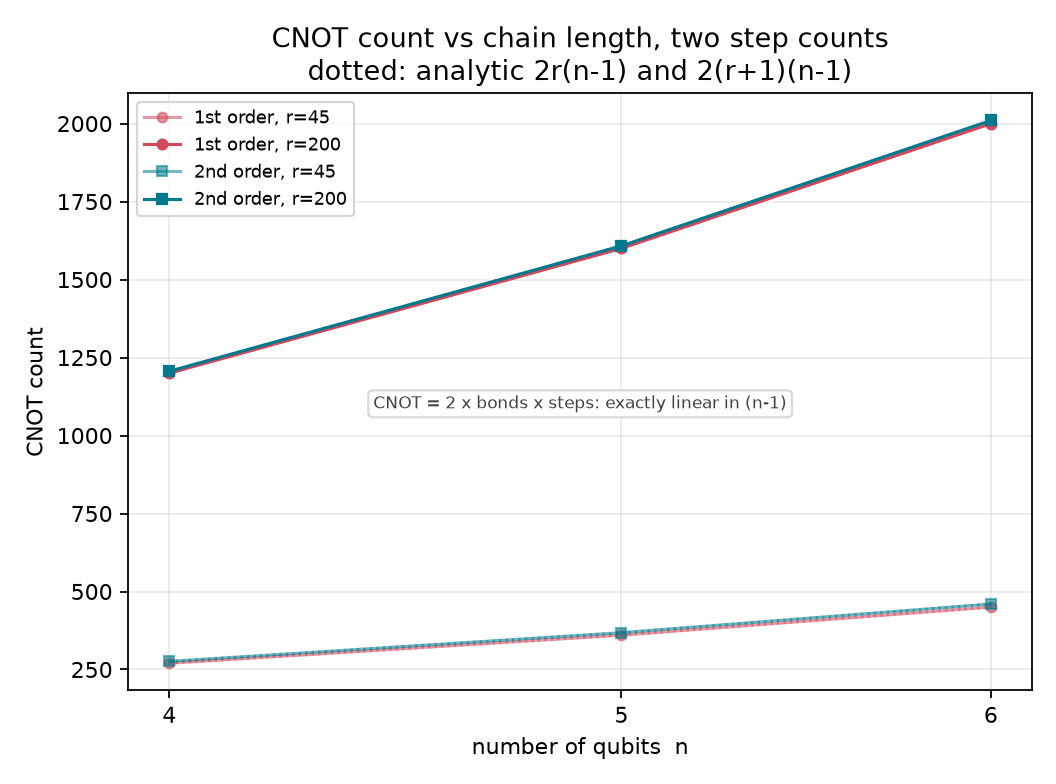 CNOT count vs chain length, two step counts
dotted: analytic 2r(n-1) and 2(r+1)(n-1)
1st order, r=45
1st order, r=200
2nd order, r=45
2nd order, r=200
2000
1750
1500
1250
1000
750
500
250
CNOT count
CNOT = 2 x bonds x steps: exactly linear in (n-1)
4
5
6
number of qubits  n